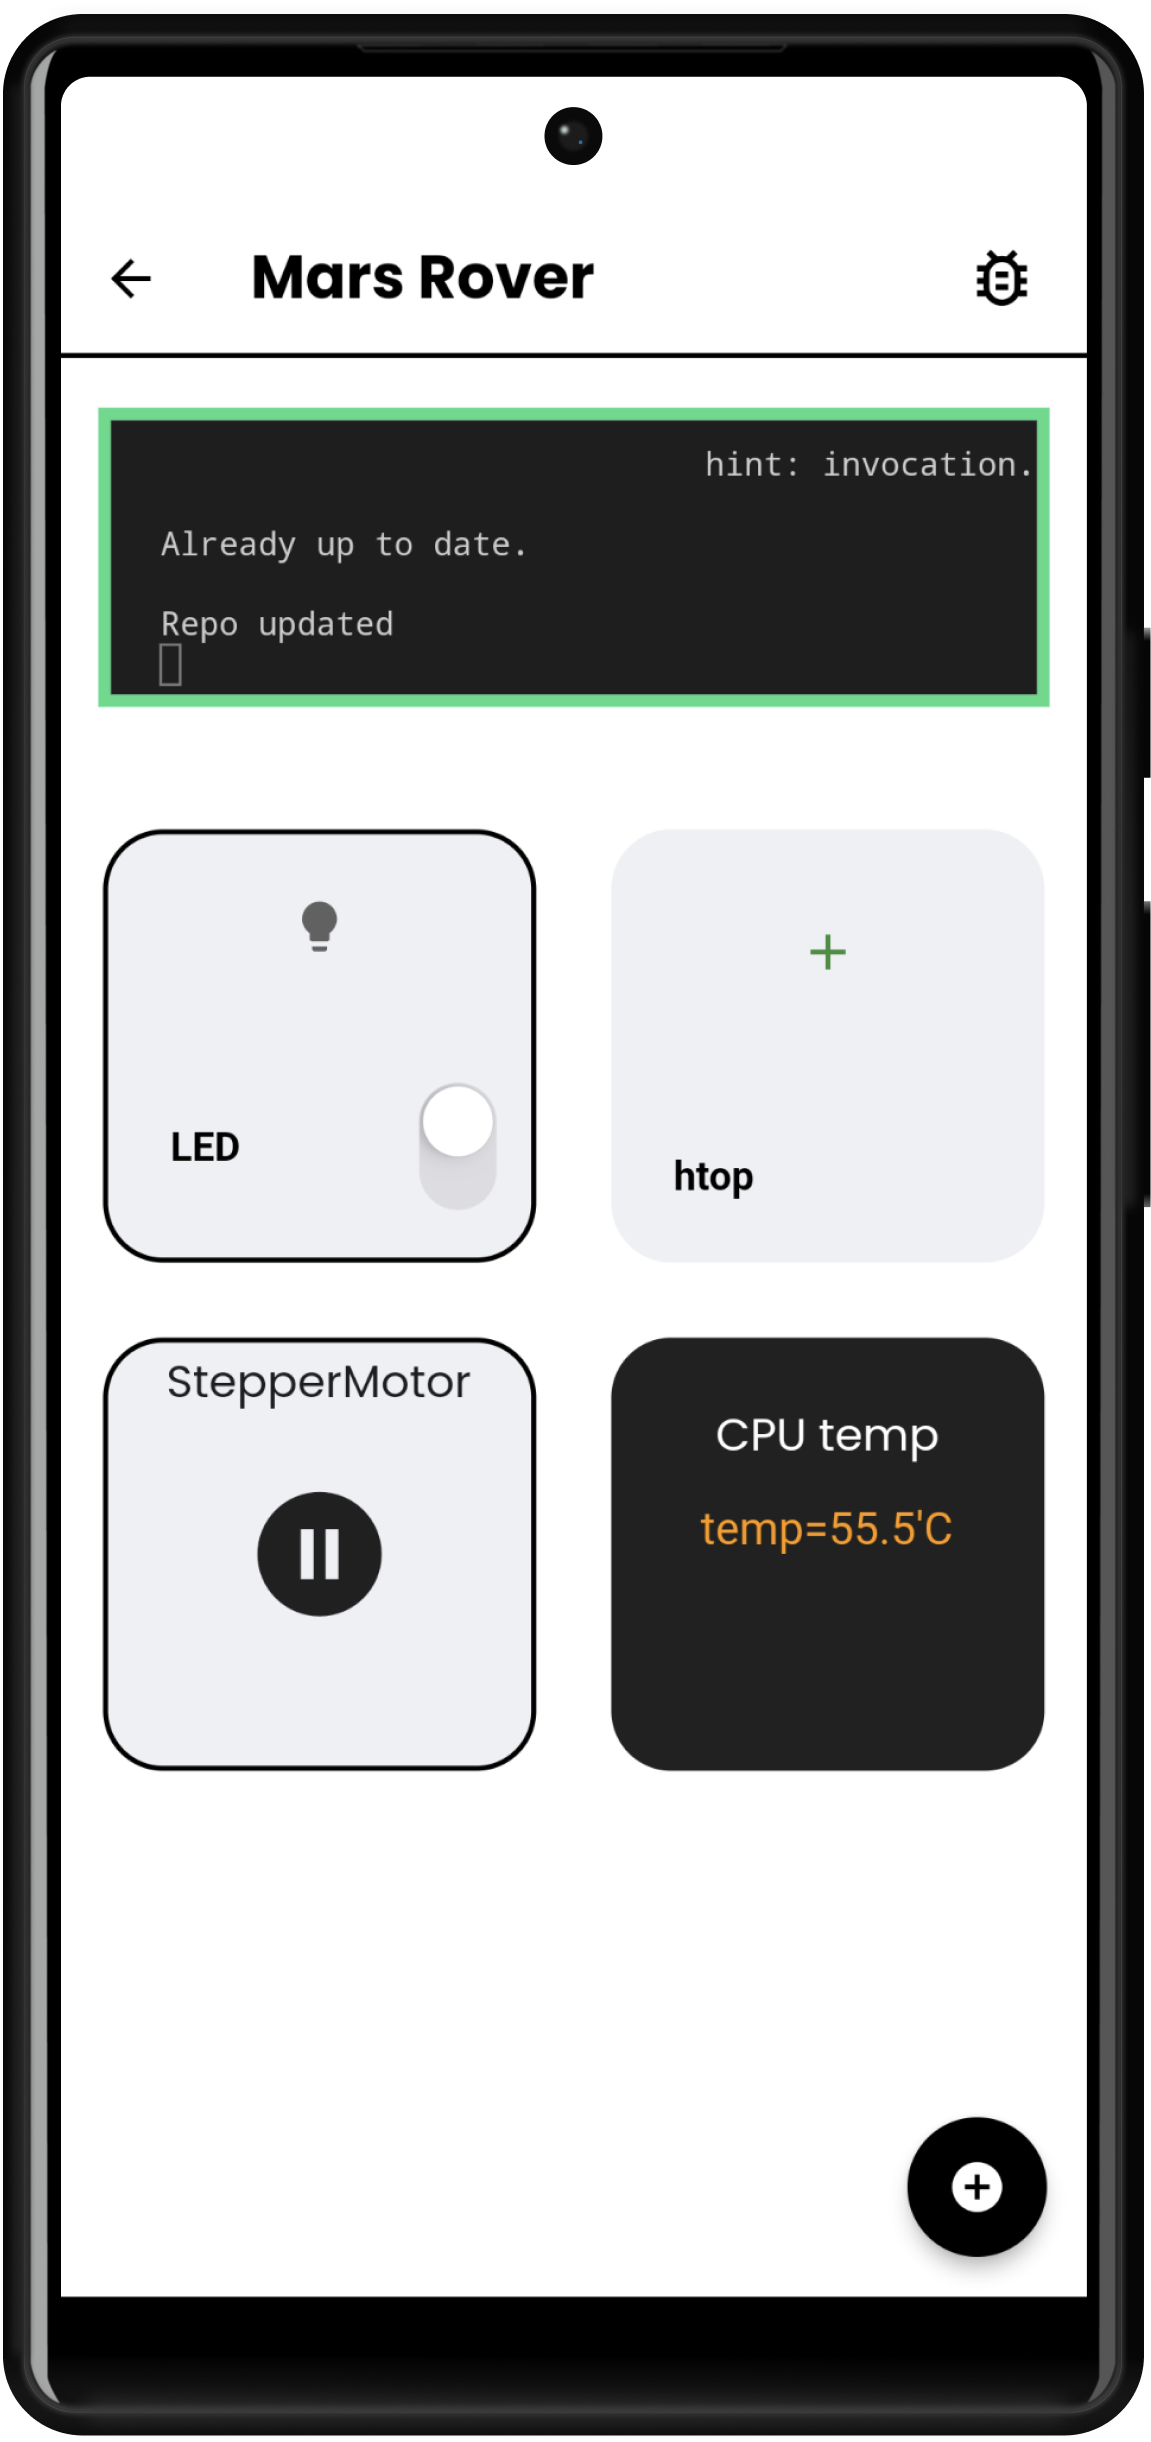 Mars Rover
hint: invocation.
Already up to date.
Repo updated
LED
htop
StepperMotor
CPU temp
temp=55.5'C